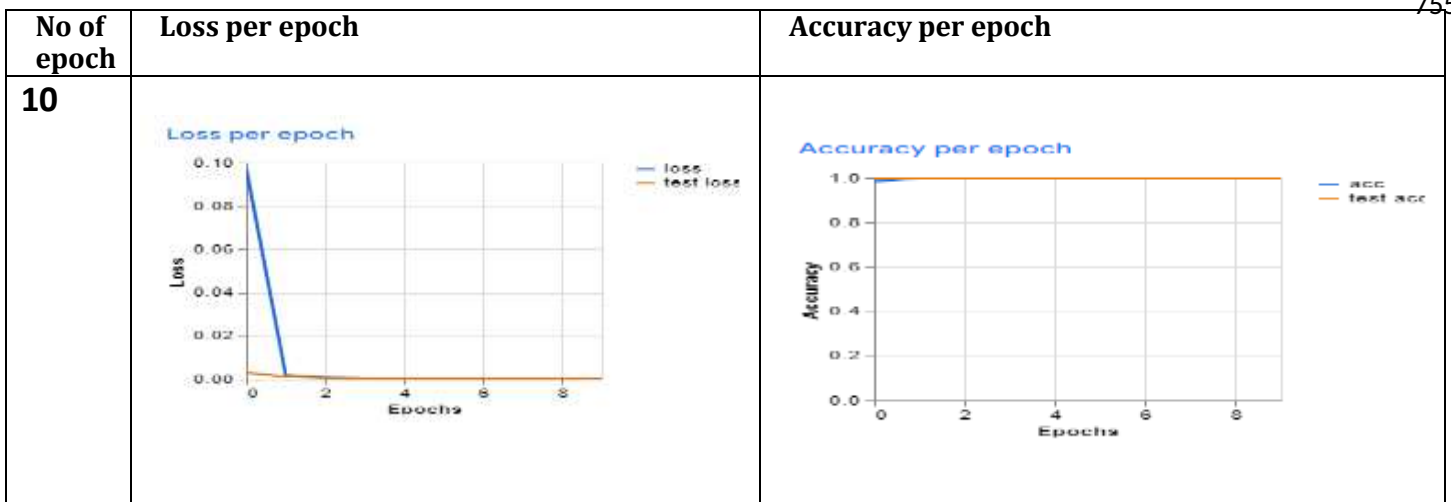 755
No of epoch
Loss per epoch
Accuracy per epoch
10
Loss per epoch
0.10
0.08
0.06
0.04
0.02
0.00
Loss
0 2 4 6 8
Epochs
loss
test loss
Accuracy per epoch
1.0
0.8
0.6
0.4
0.2
0.0
Accuracy
0 2 4 6 8
Epochs
acc
test acc